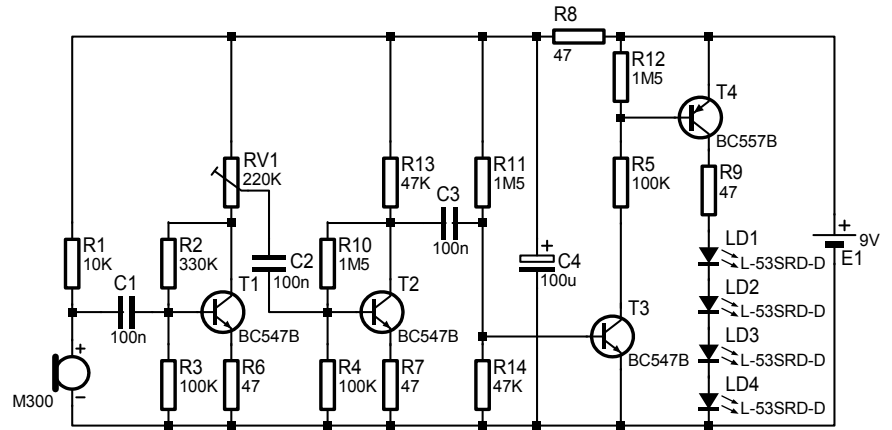 R8
47
R12
1M5
T4
BC557B
RV1
220K
R13
47K
R11
1M5
R5
100K
R9
47
C3
100n
R1
10K
C1
100n
R2
330K
C2
100n
R10
1M5
+
C4
100u
LD1
L-53SRD-D
+
9V
E1
T1
BC547B
T2
BC547B
LD2
L-53SRD-D
T3
BC547B
LD3
L-53SRD-D
+
M300
−
R3
100K
R6
47
R4
100K
R7
47
R14
47K
LD4
L-53SRD-D